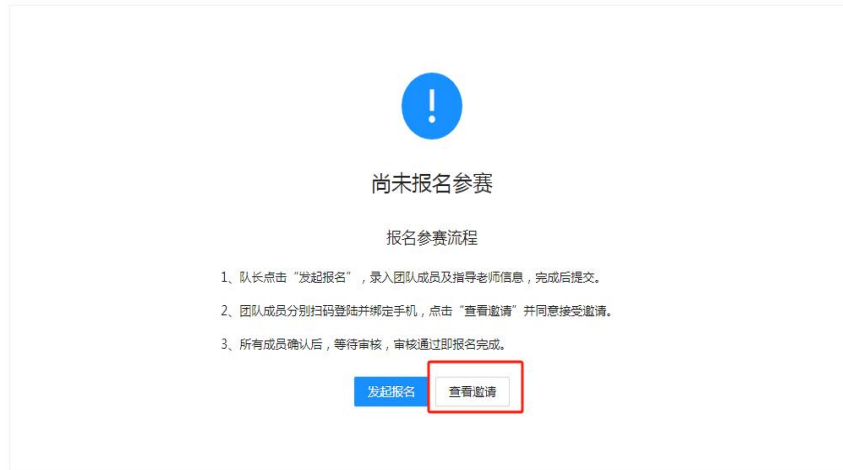 尚未报名参赛
报名参赛流程
1、队长点击“发起报名”，录入团队成员及指导老师信息，完成后提交。
2、团队成员分别扫码登陆并绑定手机，点击“查看邀请”并同意接受邀请。
3、所有成员确认后，等待审核，审核通过即报名完成。
发起报名 查看邀请